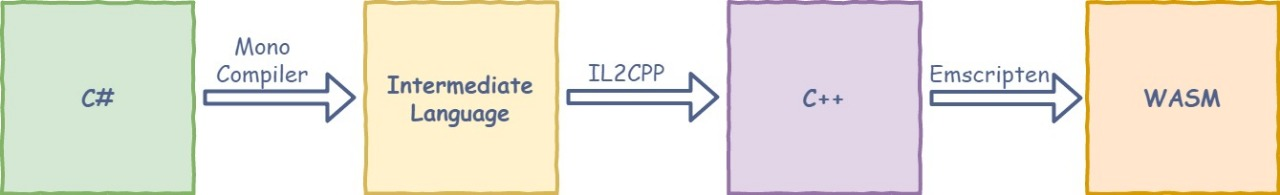 C#
Mono
Compiler
Intermediate
Language
IL2CPP
C++
Emscripten
WASM